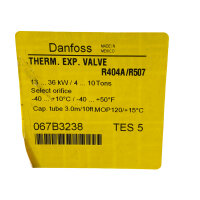 Danfoss MADE IN MEXICO
THERM. EXP. VALVE
R404A/R507
13 ... 36 kW / 4 ... 10 Tons
Select orifice
-40 ... +10°C / -40 ... +50°F
Cap. tube 3.0m/10ft. MOP120/+15°C
067B3238 TES 5